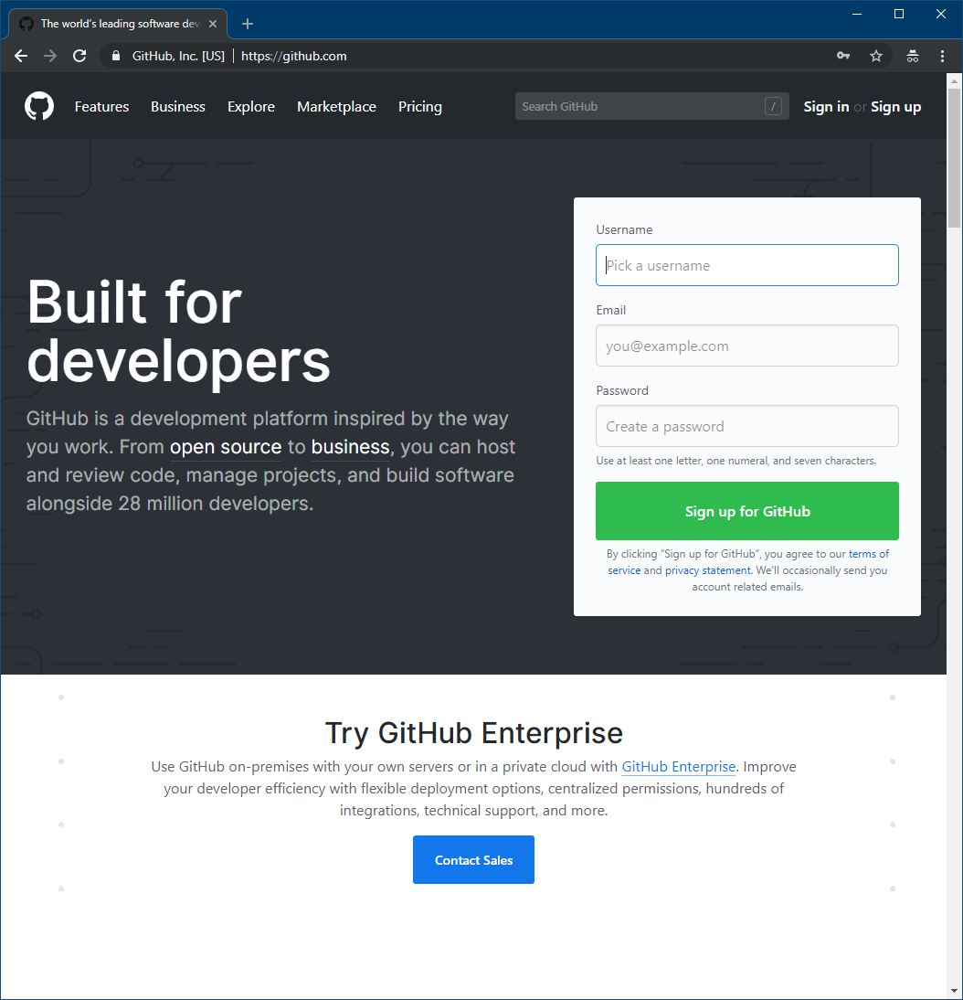 The world's leading software dev
GitHub, Inc. [US] https://github.com
Features Business Explore Marketplace Pricing Search GitHub / Sign in or Sign up
Built for
developers
GitHub is a development platform inspired by the way
you work. From open source to business, you can host
and review code, manage projects, and build software
alongside 28 million developers.
Username
Pick a username
Email
you@example.com
Password
Create a password
Use at least one letter, one numeral, and seven characters.
Sign up for GitHub
By clicking “Sign up for GitHub”, you agree to our terms of
service and privacy statement. We’ll occasionally send you
account related emails.
Try GitHub Enterprise
Use GitHub on-premises with your own servers or in a private cloud with GitHub Enterprise. Improve
your developer efficiency with flexible deployment options, centralized permissions, hundreds of
integrations, technical support, and more.
Contact Sales